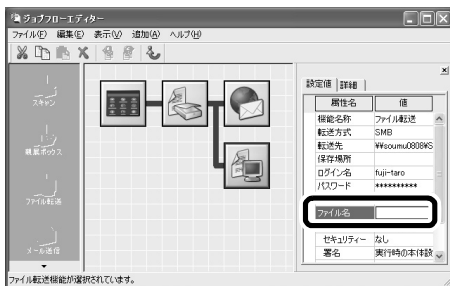 ジョブフローエディター
ファイル(F) 編集(E) 表示(V) 追加(A) ヘルプ(H)
スキャン
親展ボックス
ファイル転送
メール送信
設定値 詳細
属性名 値
機能名称 ファイル転送
転送方式 SMB
転送先 ¥¥soumu0808¥S
保存場所
ログイン名 fuji-taro
パスワード **********
ファイル名
セキュリティー なし
署名 実行時の本体設
ファイル転送機能が選択されています。